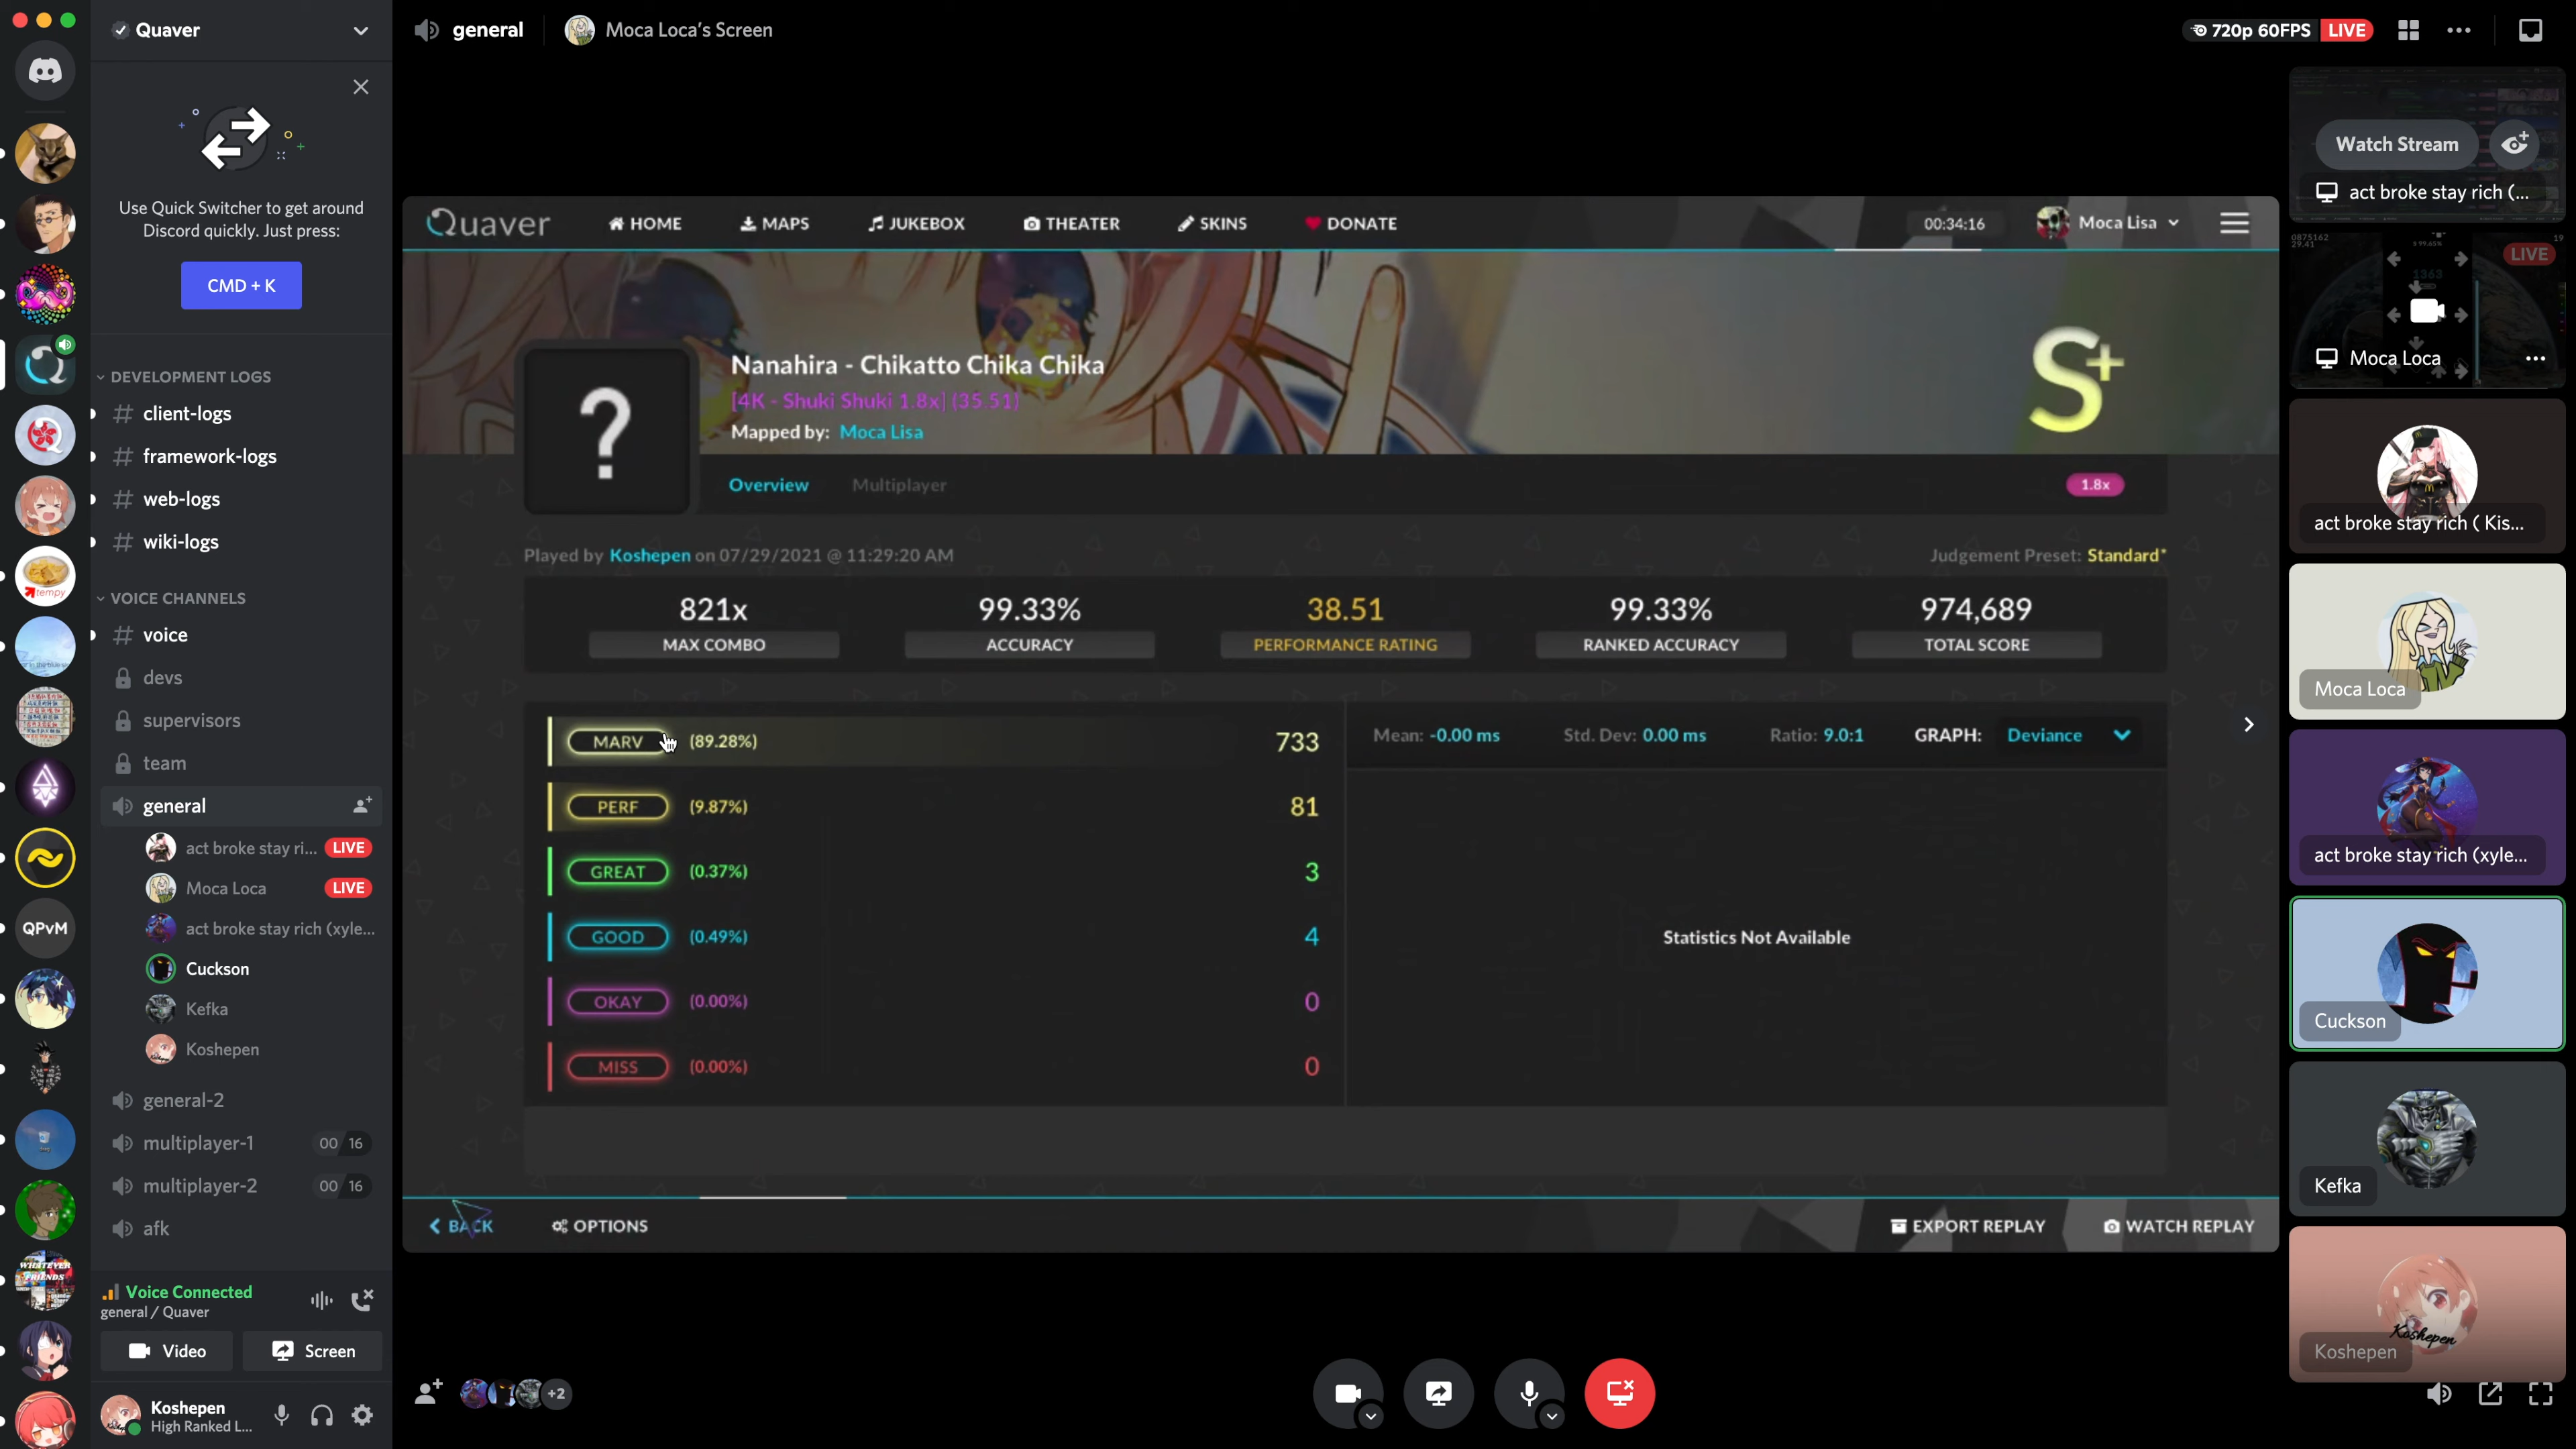 Quaver
Use Quick Switcher to get around
Discord quickly. Just press:
CMD + K
DEVELOPMENT LOGS
client-logs
framework-logs
web-logs
wiki-logs
VOICE CHANNELS
voice
devs
supervisors
team
general
act broke stay ri... LIVE
Moca Loca LIVE
act broke stay rich (xyle...
Cuckson
Kefka
Koshepen
general-2
multiplayer-1 00 16
multiplayer-2 00 16
afk
Voice Connected
general / Quaver
Video Screen
Koshepen
High Ranked L...
tempy
QPvM
WHATEVER
FRIENDS
general Moca Loca's Screen
720p 60FPS LIVE
Quaver HOME MAPS JUKEBOX THEATER SKINS DONATE 00:34:16 Moca Lisa
Nanahira - Chikatto Chika Chika
[4K - Shuki Shuki 1.8x] (35.51)
Mapped by: Moca Lisa
?
S+
Overview Multiplayer 1.8x
Played by Koshepen on 07/29/2021 @ 11:29:20 AM Judgement Preset: Standard*
821x 99.33% 38.51 99.33% 974,689
MAX COMBO ACCURACY PERFORMANCE RATING RANKED ACCURACY TOTAL SCORE
MARV (89.28%) 733
PERF (9.87%) 81
GREAT (0.37%) 3
GOOD (0.49%) 4
OKAY (0.00%) 0
MISS (0.00%) 0
Mean: -0.00 ms Std. Dev: 0.00 ms Ratio: 9.0:1 GRAPH: Deviance
Statistics Not Available
BACK OPTIONS EXPORT REPLAY WATCH REPLAY
+2
Watch Stream
act broke stay rich (...
0875162
29.41
19
LIVE
1363
Moca Loca
act broke stay rich ( Kis...
Moca Loca
act broke stay rich (xyle...
Cuckson
Kefka
Koshepen
Koshepen